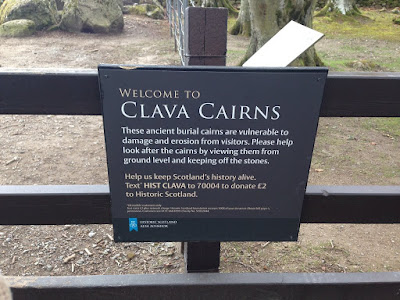 WELCOME TO
CLAVA CAIRNS
These ancient burial cairns are vulnerable to
damage and erosion from visitors. Please help
look after the cairns by viewing them from
ground level and keeping off the stones.
Help us keep Scotland's history alive.
Text* HIST CLAVA to 70004 to donate £2
to Historic Scotland.
HISTORIC SCOTLAND